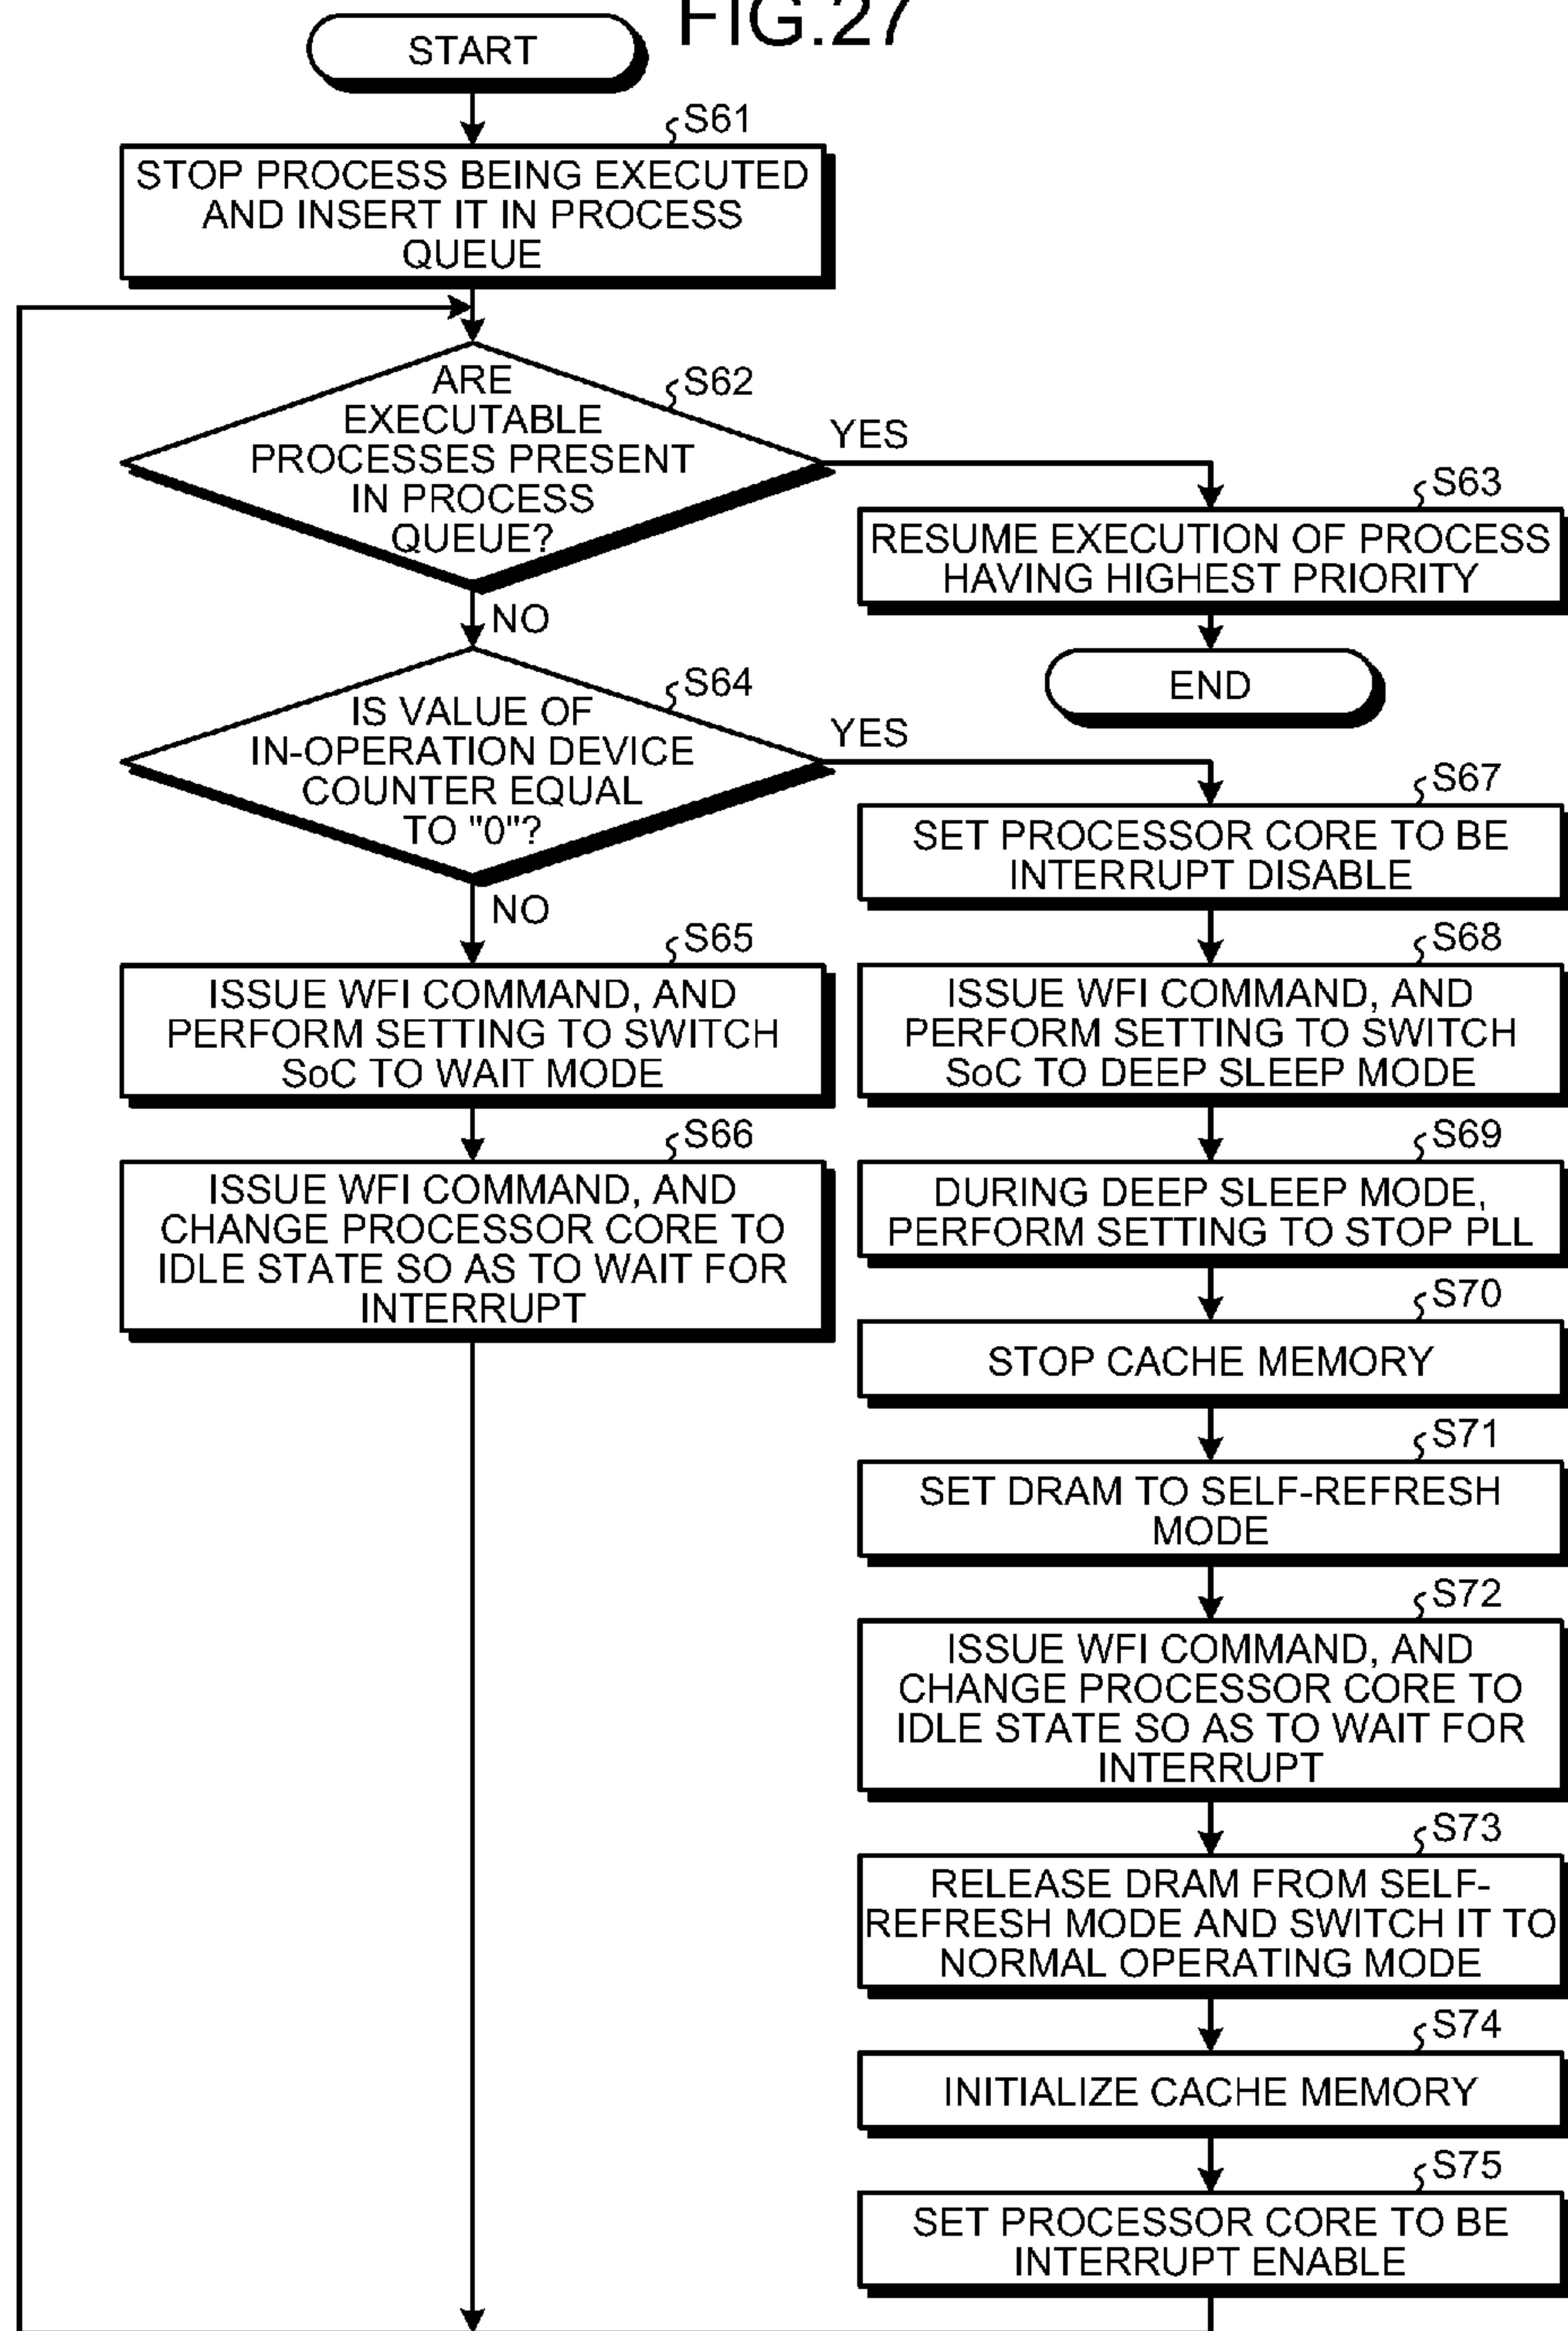 FIG.27
START
S61
STOP PROCESS BEING EXECUTED
AND INSERT IT IN PROCESS
QUEUE
S62
ARE
EXECUTABLE
PROCESSES PRESENT
IN PROCESS
QUEUE?
YES
NO
S63
RESUME EXECUTION OF PROCESS
HAVING HIGHEST PRIORITY
END
S64
IS VALUE OF
IN-OPERATION DEVICE
COUNTER EQUAL
TO "0"?
YES
NO
S65
ISSUE WFI COMMAND, AND
PERFORM SETTING TO SWITCH
SoC TO WAIT MODE
S66
ISSUE WFI COMMAND, AND
CHANGE PROCESSOR CORE TO
IDLE STATE SO AS TO WAIT FOR
INTERRUPT
S67
SET PROCESSOR CORE TO BE
INTERRUPT DISABLE
S68
ISSUE WFI COMMAND, AND
PERFORM SETTING TO SWITCH
SoC TO DEEP SLEEP MODE
S69
DURING DEEP SLEEP MODE,
PERFORM SETTING TO STOP PLL
S70
STOP CACHE MEMORY
S71
SET DRAM TO SELF-REFRESH
MODE
S72
ISSUE WFI COMMAND, AND
CHANGE PROCESSOR CORE TO
IDLE STATE SO AS TO WAIT FOR
INTERRUPT
S73
RELEASE DRAM FROM SELF-
REFRESH MODE AND SWITCH IT TO
NORMAL OPERATING MODE
S74
INITIALIZE CACHE MEMORY
S75
SET PROCESSOR CORE TO BE
INTERRUPT ENABLE